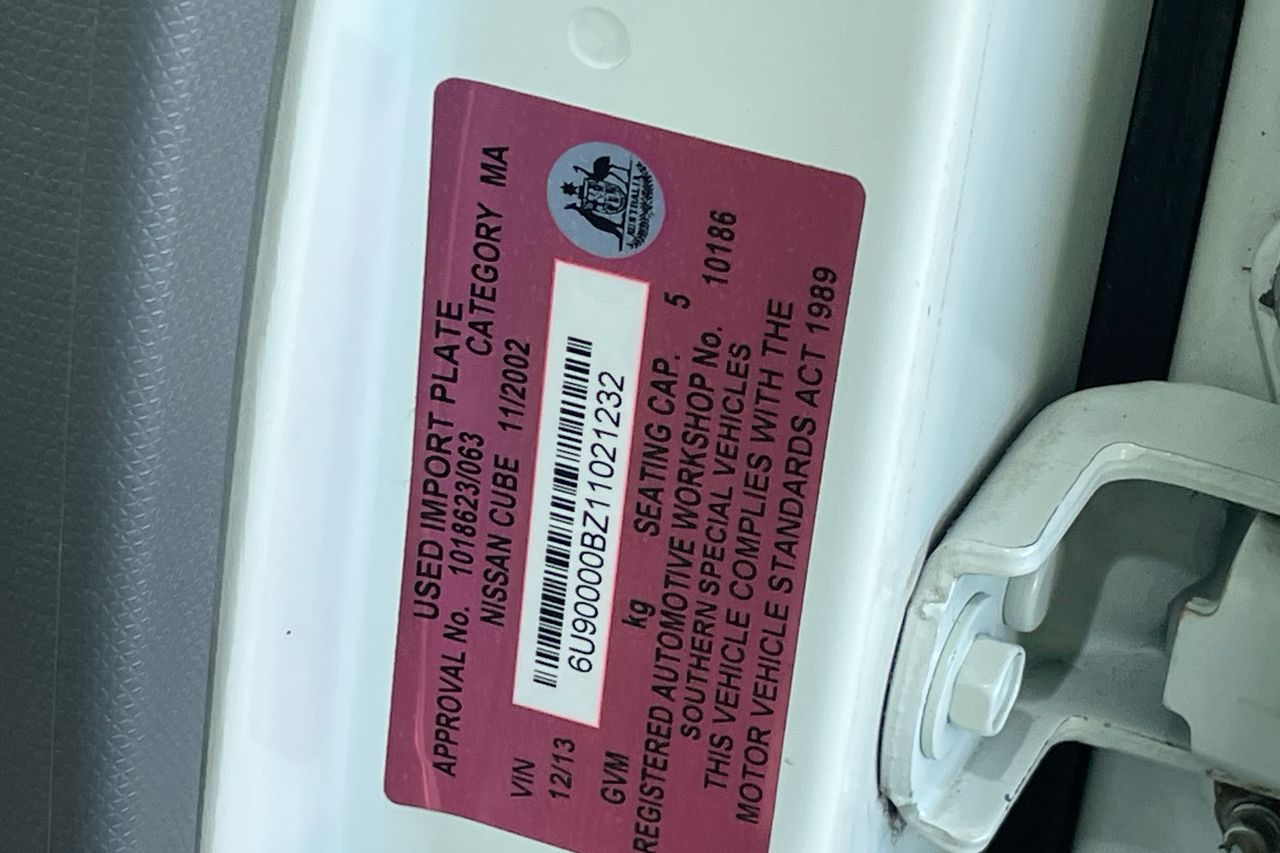 USED IMPORT PLATE
APPROVAL No. 1018623/063 CATEGORY MA
NISSAN CUBE 11/2002
AUSTRALIA
VIN
12/13
6U90000BZ11021232
GVM kg SEATING CAP. 5
REGISTERED AUTOMOTIVE WORKSHOP No. 10186
SOUTHERN SPECIAL VEHICLES
THIS VEHICLE COMPLIES WITH THE
MOTOR VEHICLE STANDARDS ACT 1989